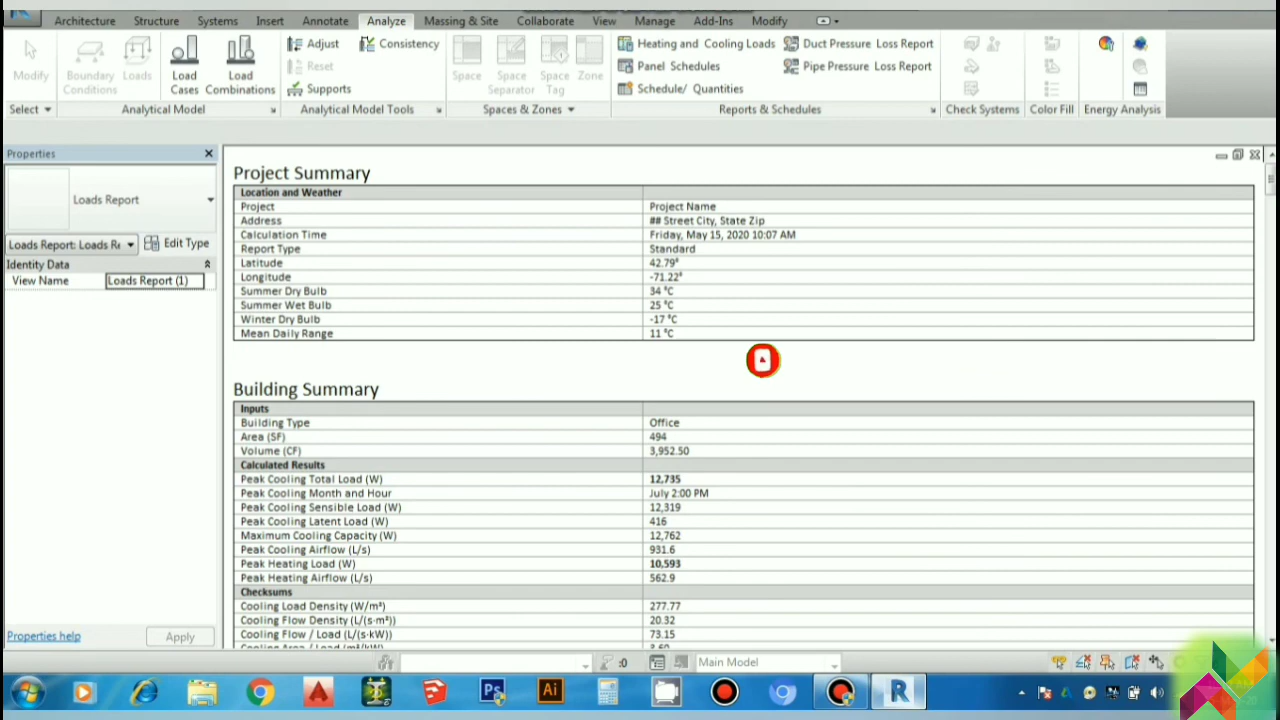 Architecture Structure Systems Insert Annotate Analyze Massing & Site Collaborate View Manage Add-Ins Modify
Modify
Boundary Conditions
Loads
Load Cases
Load Combinations
Adjust
Reset
Supports
Consistency
Space
Space Separator
Space Tag
Zone
Heating and Cooling Loads
Panel Schedules
Schedule/ Quantities
Duct Pressure Loss Report
Pipe Pressure Loss Report
Select Analytical Model Analytical Model Tools Spaces & Zones Reports & Schedules Check Systems Color Fill Energy Analysis
Properties
Loads Report
Loads Report: Loads Re Edit Type
Identity Data
View Name Loads Report (1)
Properties help Apply
Project Summary
Location and Weather
Project Project Name
Address ## Street City, State Zip
Calculation Time Friday, May 15, 2020 10:07 AM
Report Type Standard
Latitude 42.79°
Longitude -71.22°
Summer Dry Bulb 34 °C
Summer Wet Bulb 25 °C
Winter Dry Bulb -17 °C
Mean Daily Range 11 °C
Building Summary
Inputs
Building Type Office
Area (SF) 494
Volume (CF) 3,952.50
Calculated Results
Peak Cooling Total Load (W) 12,735
Peak Cooling Month and Hour July 2:00 PM
Peak Cooling Sensible Load (W) 12,319
Peak Cooling Latent Load (W) 416
Maximum Cooling Capacity (W) 12,762
Peak Cooling Airflow (L/s) 931.6
Peak Heating Load (W) 10,593
Peak Heating Airflow (L/s) 562.9
Checksums
Cooling Load Density (W/m²) 277.77
Cooling Flow Density (L/(s·m²)) 20.32
Cooling Flow / Load (L/(s·kW)) 73.15
:0 Main Model
Ps Ai R